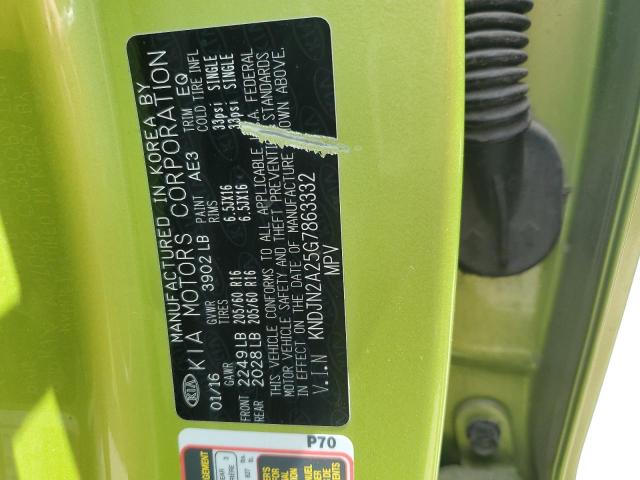 MANUFACTURED IN KOREA BY
KIA KIA MOTORS CORPORATION
01/16 GVWR 3902 LB PAINT AE3 TRIM EQ
GAWR TIRES RIMS COLD TIRE INFL
FRONT 2249 LB 205/60 R16 6.5JX16 33psi SINGLE
REAR 2028 LB 205/60 R16 6.5JX16 33psi SINGLE
THIS VEHICLE CONFORMS TO ALL APPLICABLE U.S.A. FEDERAL
MOTOR VEHICLE SAFETY AND THEFT PREVENTION STANDARDS
IN EFFECT ON THE DATE OF MANUFACTURE SHOWN ABOVE.
V.I.N KNDJN2A25G7863332
MPV
P70